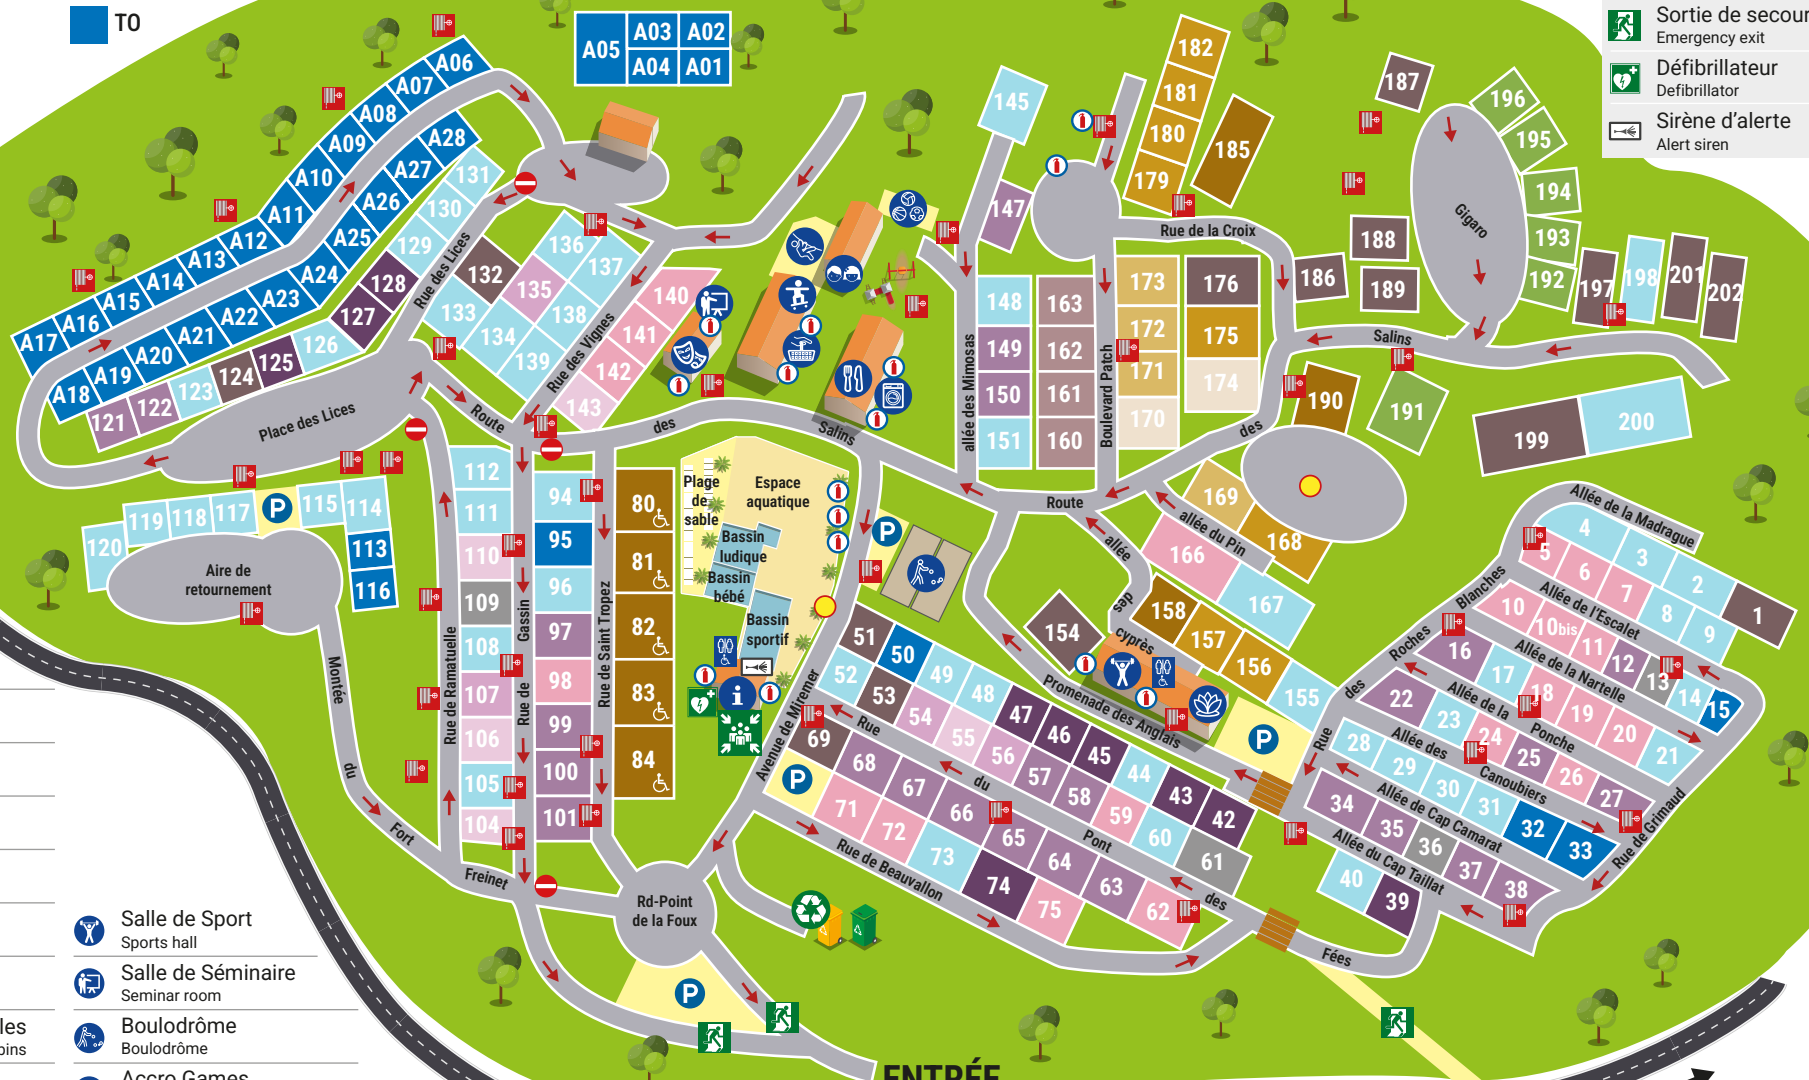 TO
A05
A03
A02
A04
A01
Sortie de secour
Emergency exit
Défibrillateur
Defibrillator
Sirène d'alerte
Alert siren
A06
A07
A08
A09
A10
A11
A12
A13
A14
A15
A16
A17
A18
A19
A20
A21
A22
A23
A24
A25
A26
A27
A28
131
130
129
128
127
126
125
124
123
122
121
Rue des Lices
132
133
134
135
136
137
138
139
Rue des Vignes
140
141
142
143
Place des Lices
Route
des
Salins
145
147
148
149
150
151
allée des Mimosas
163
162
161
160
Boulevard Patch
182
181
180
179
185
Rue de la Croix
173
172
171
170
176
175
174
186
187
188
189
190
191
Gigaro
196
195
194
193
192
197
198
201
202
Salins
199
200
des
Route
169
168
allée du Pin
166
167
allée
des
cyprès
158
157
156
155
154
Promenade des Anglais
P
112
111
110
109
108
107
106
105
104
Rue de Ramatuelle
Rue de
Gassin
94
95
96
97
98
99
100
101
Rue de Saint Tropez
80
81
82
83
84
Plage
de
sable
Espace
aquatique
Bassin
ludique
Bassin
bébé
Bassin
sportif
i
P
120
119
118
117
P
115
114
113
116
Aire de
retournement
Montée
du
Fort
Freinet
Avenue de Miremer
51
50
49
48
47
46
45
44
43
42
52
53
54
55
56
57
58
59
60
61
Rue
du
Pont
des
Fées
69
68
67
66
65
64
63
62
P
71
72
73
74
75
Rue de Beauvallon
Rd-Point
de la Foux
P
Allée de la Madrague
4
3
2
1
5
6
7
8
9
Allée de l'Escalet
10
10bis
11
12
13
14
15
Allée de la Nartelle
16
17
18
19
20
21
Allée de la
Ponche
22
23
24
25
26
27
Allée des
Canoubiers
28
29
30
31
32
33
Allée de Cap Camarat
34
35
36
37
38
Allée du Cap Taillat
40
39
Rue
des
Roches
Blanches
Rue de Grimaud
Salle de Sport
Sports hall
Salle de Séminaire
Seminar room
les
bins
Boulodrôme
Boulodrôme
Accro Games
ENTRÉE